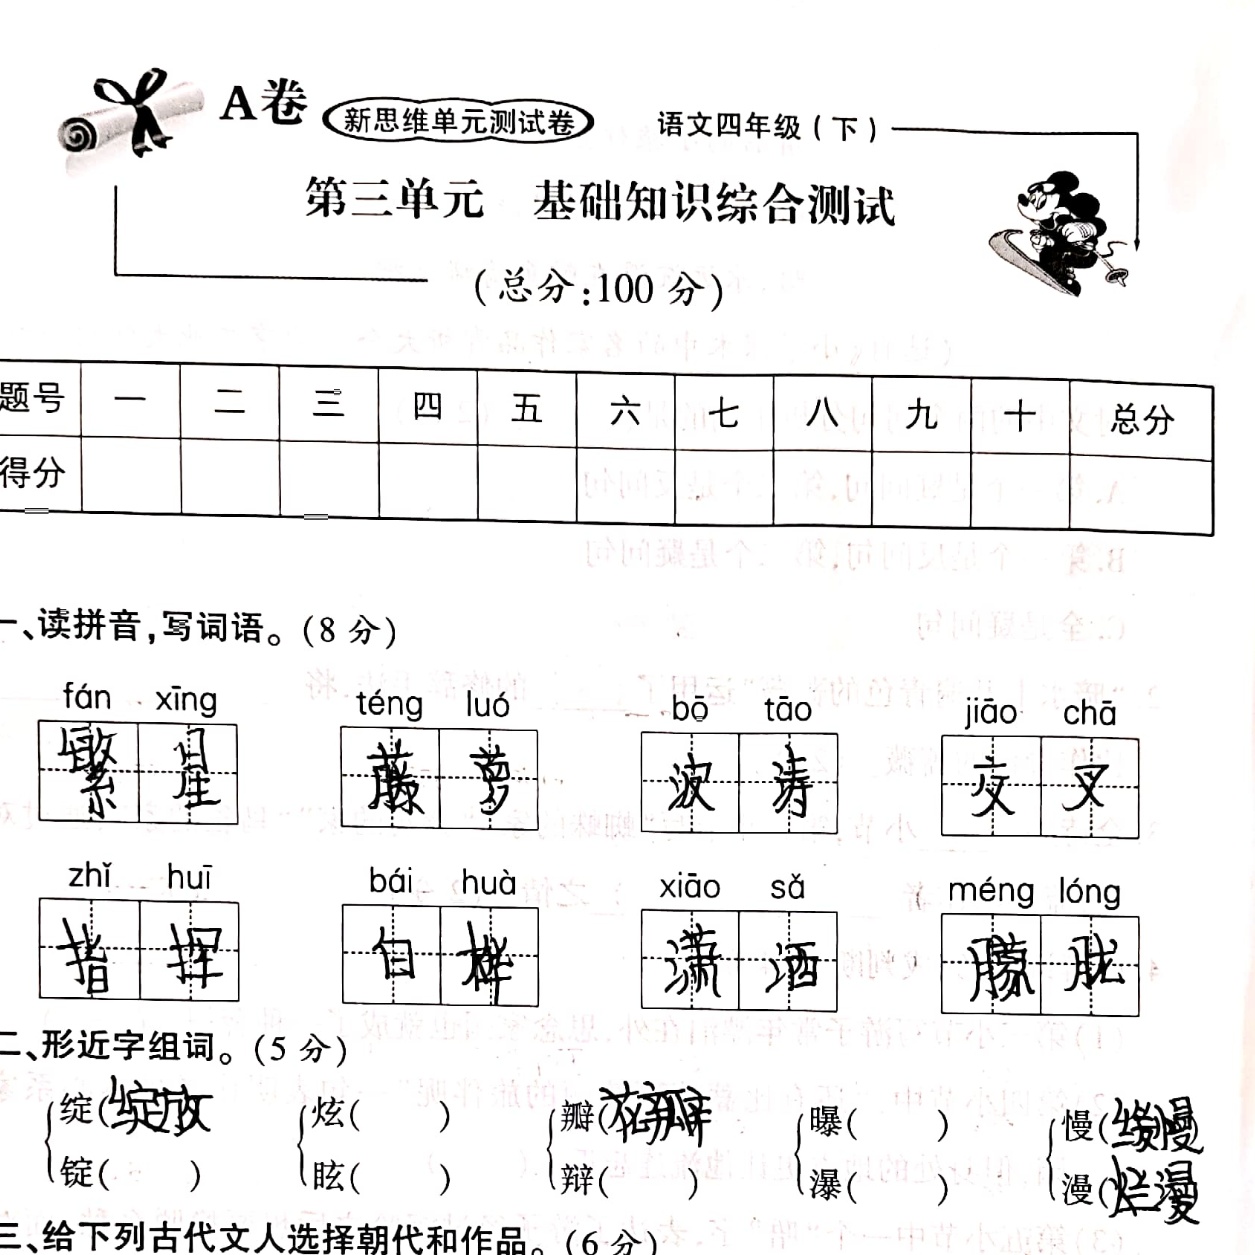 A卷 新思维单元测试卷 语文四年级(下)
第三单元 基础知识综合测试
(总分:100分)
题号 一 二 三 四 五 六 七 八 九 十 总分
得分
一、读拼音,写词语。(8分)
fán xīng téng luó bō tāo jiāo chā
繁星 藤萝 波涛 交叉
zhǐ huī bái huà xiāo sǎ méng lóng
指挥 白桦 潇洒 朦胧
二、形近字组词。(5分)
绽(绽放) 炫( ) 瓣(花瓣) 曝( ) 慢(缓慢)
锭( ) 眩( ) 辩( ) 瀑( ) 漫(烂漫)
三、给下列古代文人选择朝代和作品。(6分)